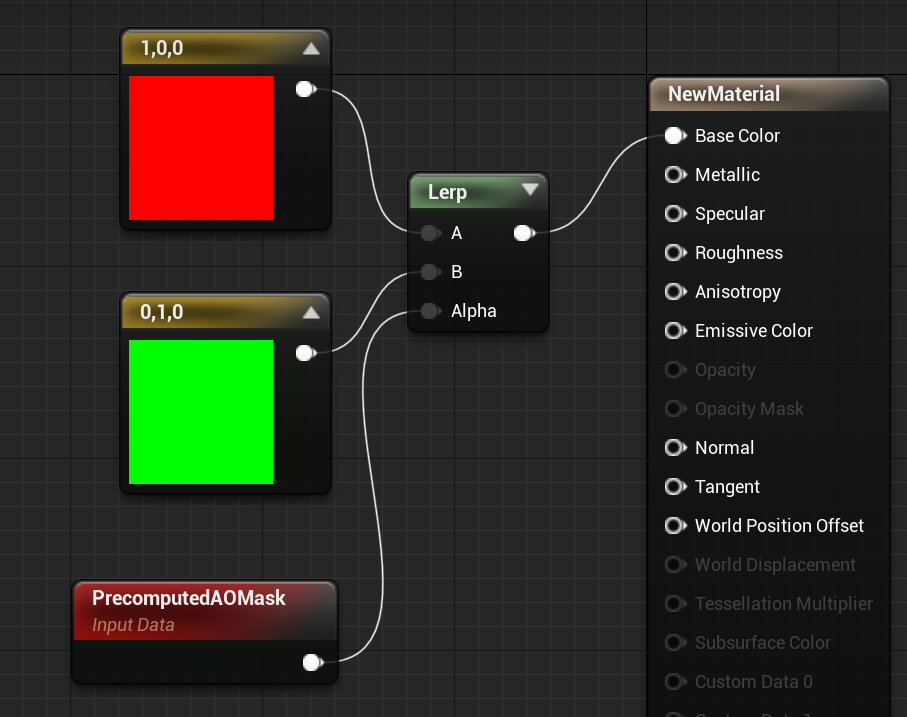 1,0,0
0,1,0
PrecomputedAOMask
Input Data
Lerp
A
B
Alpha
NewMaterial
Base Color
Metallic
Specular
Roughness
Anisotropy
Emissive Color
Opacity
Opacity Mask
Normal
Tangent
World Position Offset
World Displacement
Tessellation Multiplier
Subsurface Color
Custom Data 0